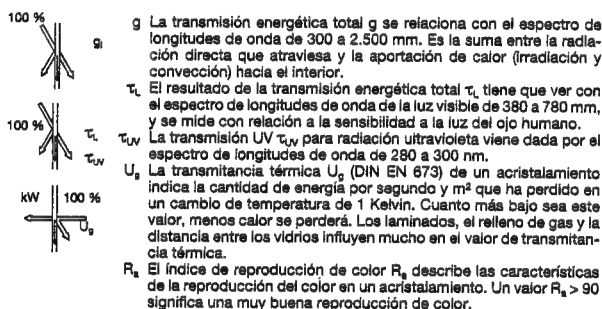 100 %
gi
g La transmisión energética total g se relaciona con el espectro de
longitudes de onda de 300 a 2.500 mm. Es la suma entre la radia-
ción directa que atraviesa y la aportación de calor (irradiación y
convección) hacia el interior.
τL El resultado de la transmisión energética total τL tiene que ver con
el espectro de longitudes de onda de la luz visible de 380 a 780 mm,
y se mide con relación a la sensibilidad a la luz del ojo humano.
100 %
τL
τUV
τUV La transmisión UV τUV para radiación ultravioleta viene dada por el
espectro de longitudes de onda de 280 a 300 nm.
Ug La transmitancia térmica Ug (DIN EN 673) de un acristalamiento
indica la cantidad de energía por segundo y m² que ha perdido en
un cambio de temperatura de 1 Kelvin. Cuanto más bajo sea este
valor, menos calor se perderá. Los laminados, el relleno de gas y la
distancia entre los vidrios influyen mucho en el valor de transmitan-
cia térmica.
kW 100 %
Ug
Ra El índice de reproducción de color Ra describe las características
de la reproducción del color en un acristalamiento. Un valor Ra > 90
significa una muy buena reproducción de color.